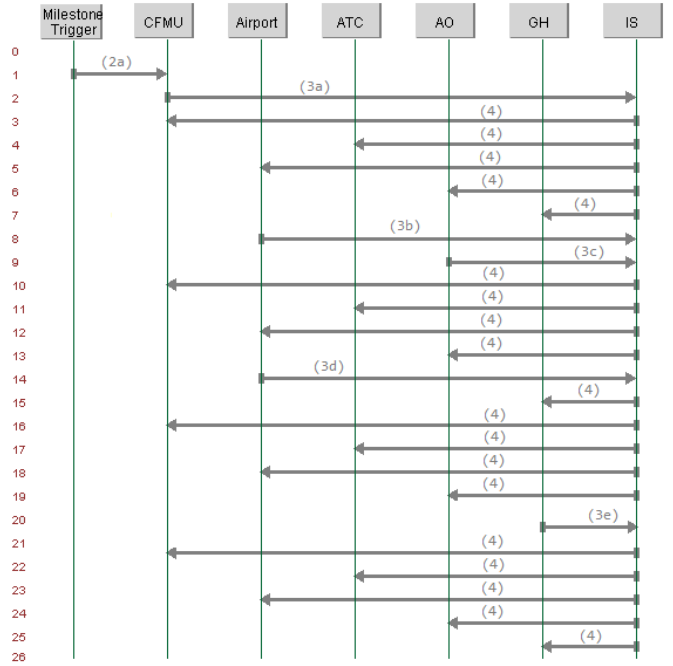 Milestone
Trigger CFMU Airport ATC AO GH IS
0
1 (2a)
2 (3a)
3 (4)
4 (4)
5 (4)
6 (4)
7 (4)
8 (3b)
9 (3c)
10 (4)
11 (4)
12 (4)
13 (4)
14 (3d)
15 (4)
16 (4)
17 (4)
18 (4)
19 (4)
20 (3e)
21 (4)
22 (4)
23 (4)
24 (4)
25 (4)
26